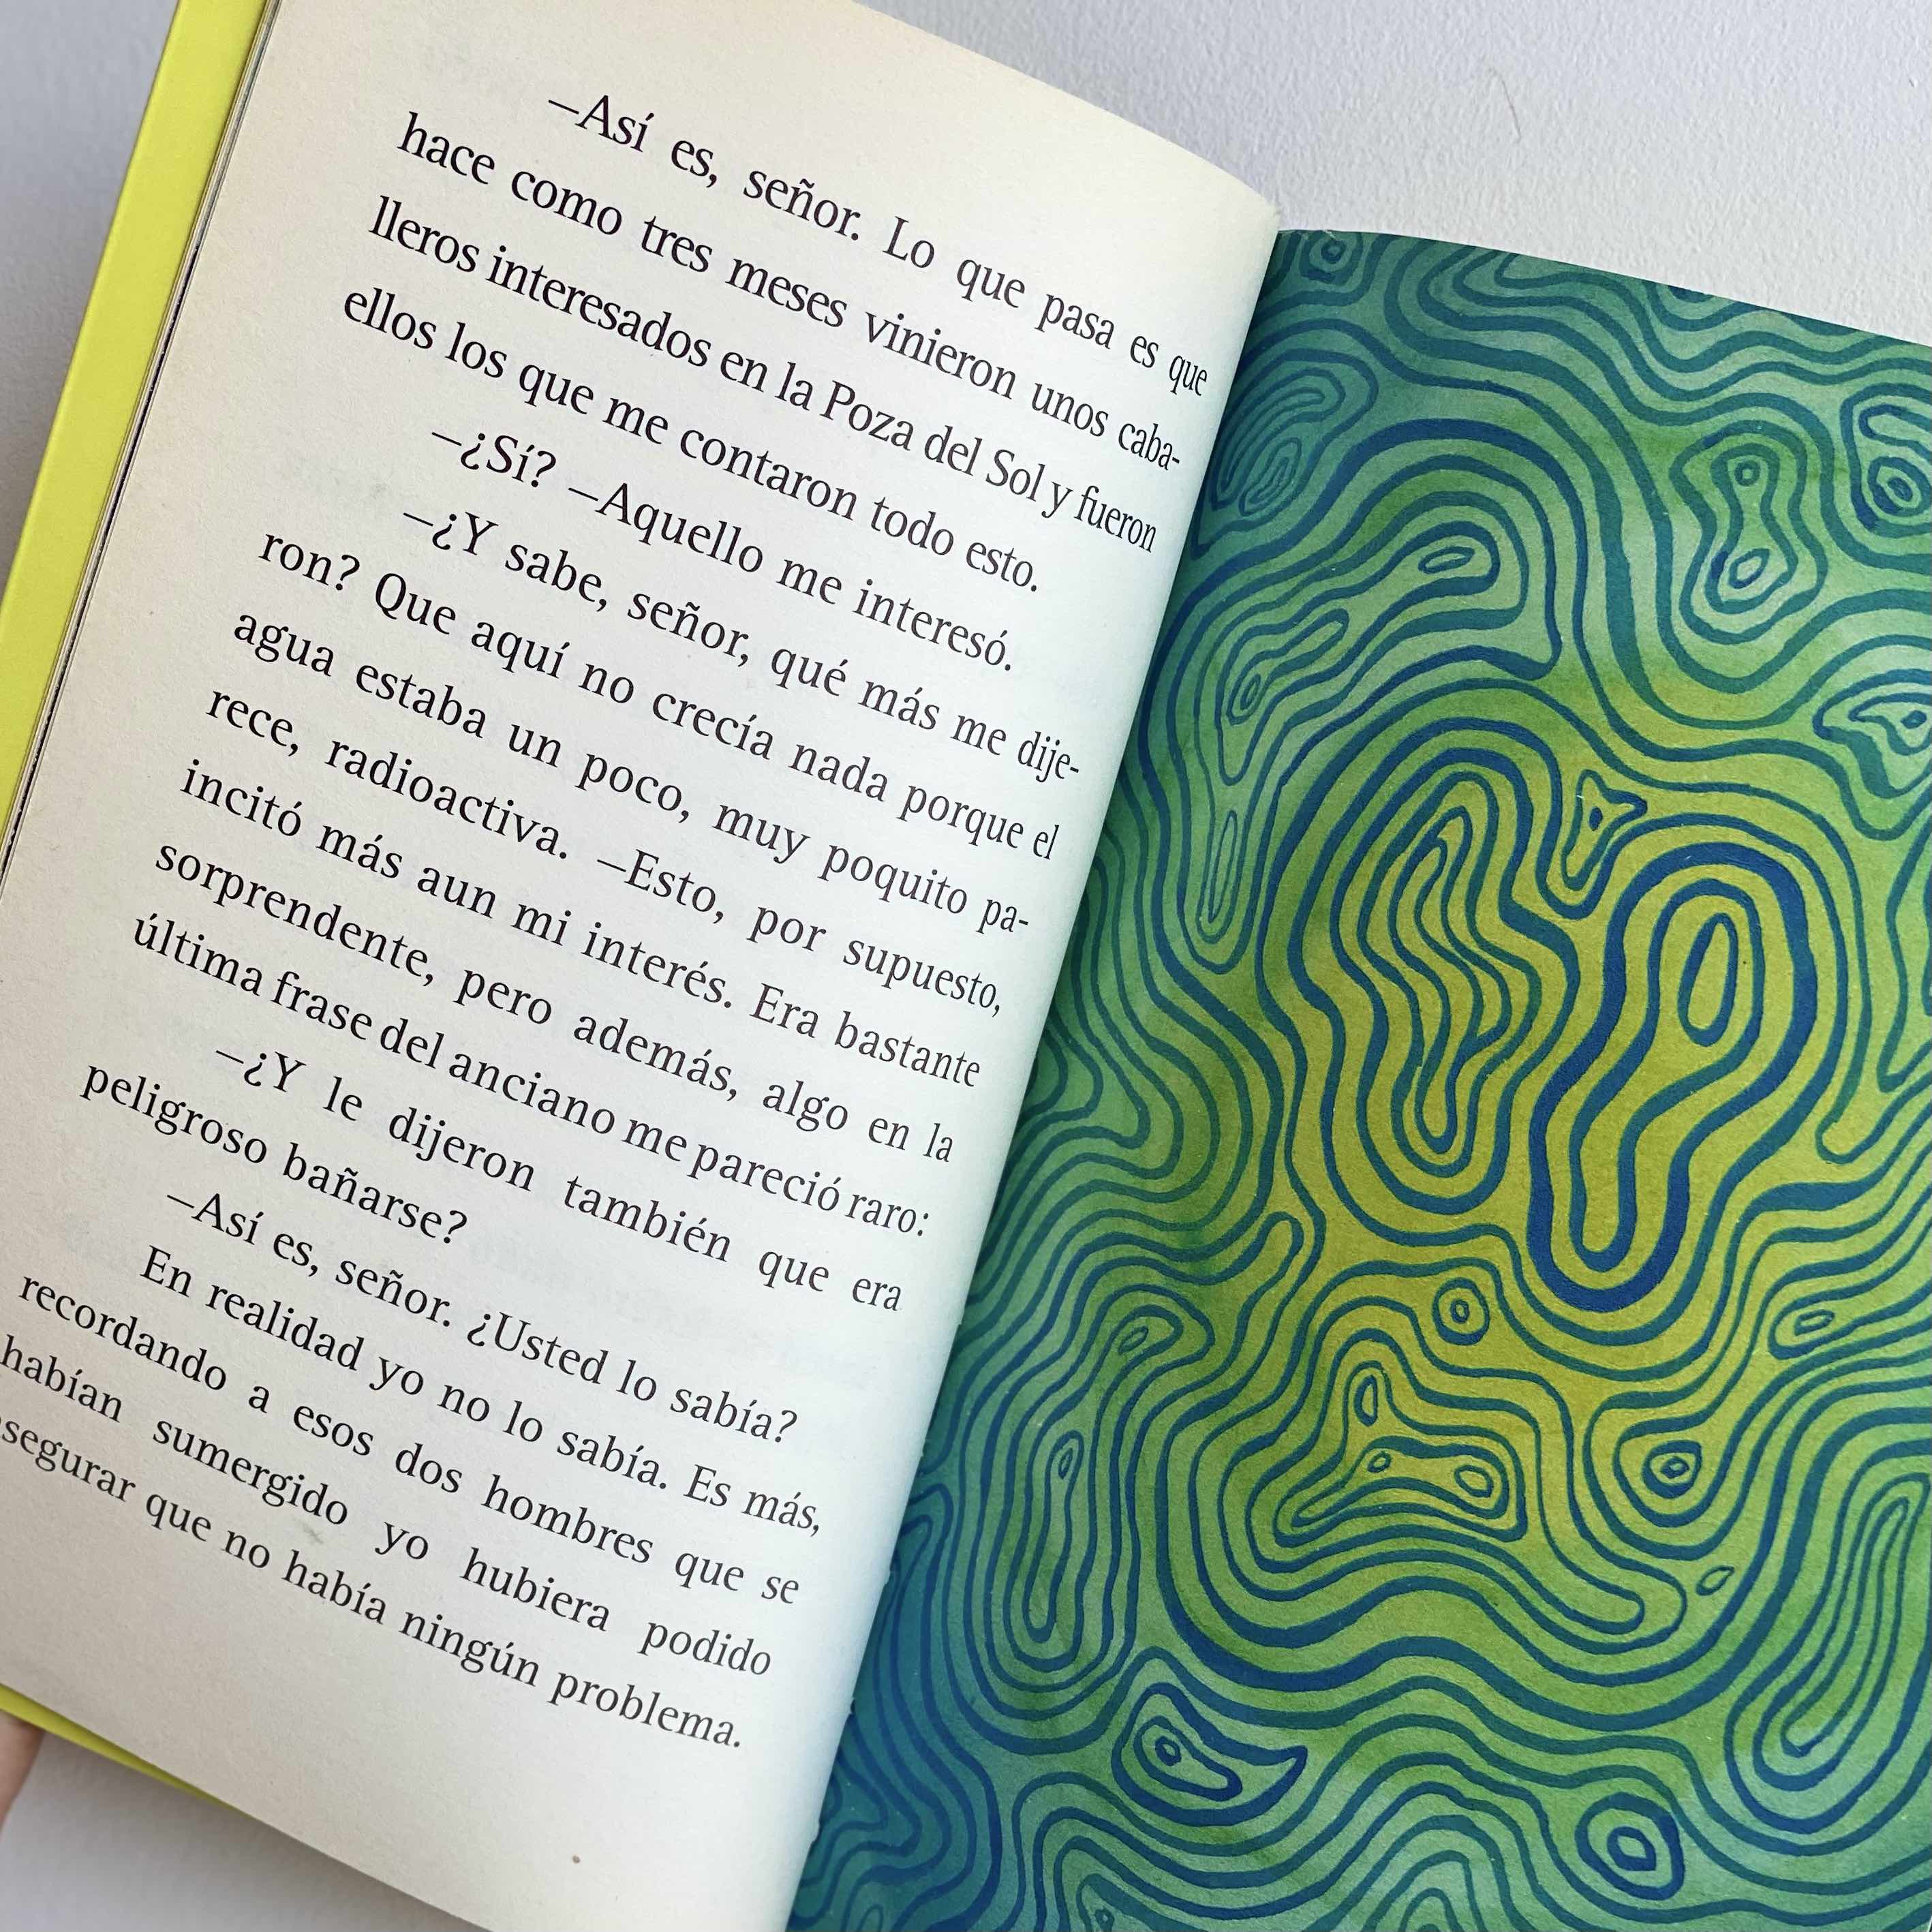 –Así es, señor. Lo que pasa es que
hace como tres meses vinieron unos caba-
lleros interesados en la Poza del Sol y fueron
ellos los que me contaron todo esto.
–¿Sí? –Aquello me interesó.
–¿Y sabe, señor, qué más me dije-
ron? Que aquí no crecía nada porque el
agua estaba un poco, muy poquito pa-
rece, radioactiva. –Esto, por supuesto,
incitó más aun mi interés. Era bastante
sorprendente, pero además, algo en la
última frase del anciano me pareció raro:
–¿Y le dijeron también que era
peligroso bañarse?
–Así es, señor. ¿Usted lo sabía?
En realidad yo no lo sabía. Es más,
recordando a esos dos hombres que se
habían sumergido yo hubiera podido
segurar que no había ningún problema.